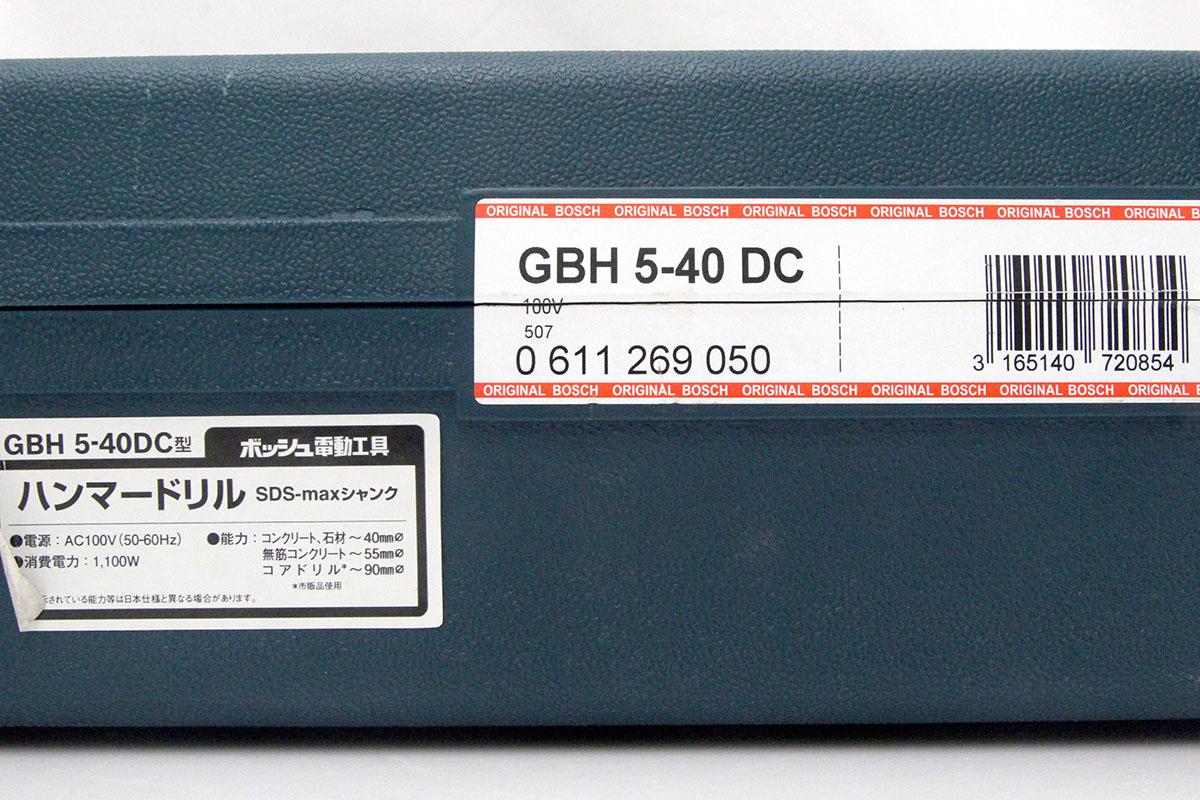 ORIGINAL BOSCH ORIGINAL BOSCH ORIGINAL BOSCH ORIGINAL BOSCH ORIGINAL BOSCH ORIGINAL
GBH 5-40 DC
100V
507
0 611 269 050
3 165140 720854
ORIGINAL BOSCH ORIGINAL BOSCH ORIGINAL BOSCH ORIGINAL BOSCH ORIGINAL BOSCH
GBH 5-40DC型 ボッシュ電動工具
ハンマードリル SDS-maxシャンク
●電源:AC100V(50-60Hz) ●能力:コンクリート、石材~40mmø
●消費電力:1,100W 無筋コンクリート~55mmø
コアドリル*~90mmø
*市販品使用
示されている能力等は日本仕様と異なる場合があります。